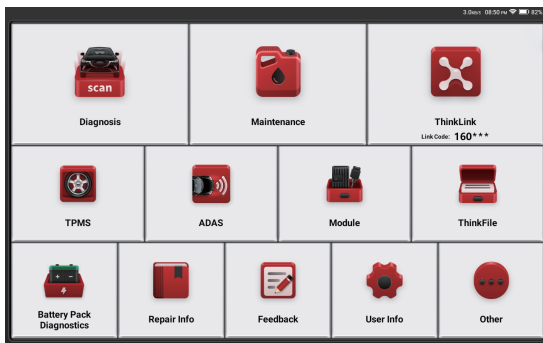 3.0KB/S 08:50 PM 82%
scan
Diagnosis
Maintenance
ThinkLink
Link Code: 160***
TPMS
ADAS
Module
ThinkFile
Battery Pack
Diagnostics
Repair Info
Feedback
User Info
Other